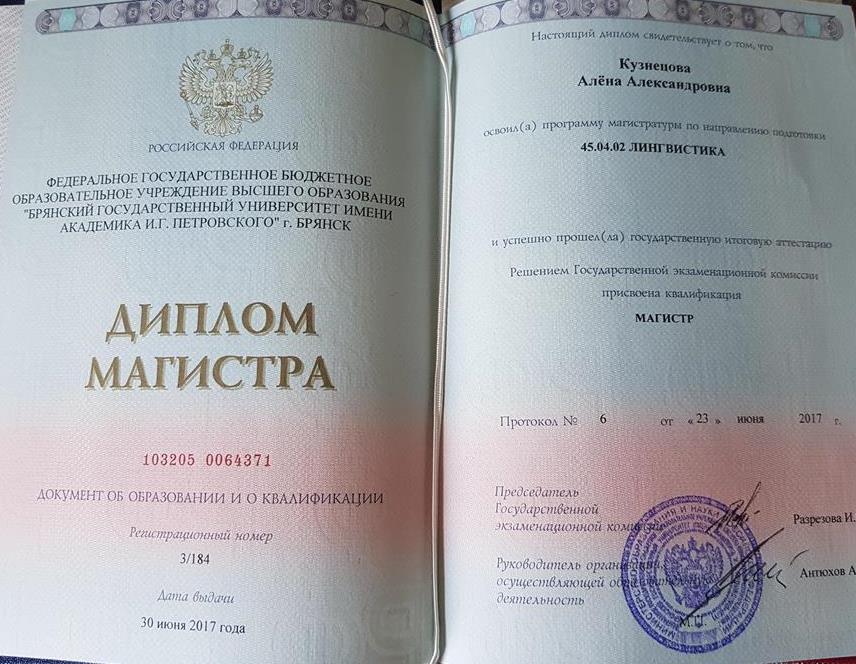 РОССИЙСКАЯ ФЕДЕРАЦИЯ
ФЕДЕРАЛЬНОЕ ГОСУДАРСТВЕННОЕ БЮДЖЕТНОЕ
ОБРАЗОВАТЕЛЬНОЕ УЧРЕЖДЕНИЕ ВЫСШЕГО ОБРАЗОВАНИЯ
"БРЯНСКИЙ ГОСУДАРСТВЕННЫЙ УНИВЕРСИТЕТ ИМЕНИ
АКАДЕМИКА И.Г. ПЕТРОВСКОГО" г. БРЯНСК
ДИПЛОМ
МАГИСТРА
103205 0064371
ДОКУМЕНТ ОБ ОБРАЗОВАНИИ И О КВАЛИФИКАЦИИ
Регистрационный номер
3/184
Дата выдачи
30 июня 2017 года
Настоящий диплом свидетельствует о том, что
Кузнецова
Алёна Александровна
освоил(а) программу магистратуры по направлению подготовки
45.04.02 ЛИНГВИСТИКА
и успешно прошел(ла) государственную итоговую аттестацию
Решением Государственной экзаменационной комиссии
присвоена квалификация
МАГИСТР
Протокол № 6 от « 23 » июня 2017 г.
Председатель
Государственной
экзаменационной комиссии
Разрезова И.
Руководитель организации,
осуществляющей образовательную
деятельность
Антюхов А
М.П.